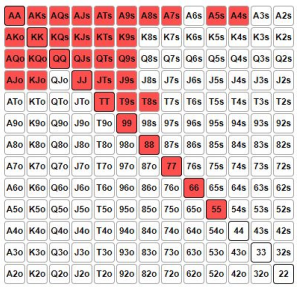 AA AKs AQs AJs ATs A9s A8s A7s A6s A5s A4s A3s A2s
AKo KK KQs KJs KTs K9s K8s K7s K6s K5s K4s K3s K2s
AQo KQo QQ QJs QTs Q9s Q8s Q7s Q6s Q5s Q4s Q3s Q2s
AJo KJo QJo JJ JTs J9s J8s J7s J6s J5s J4s J3s J2s
ATo KTo QTo JTo TT T9s T8s T7s T6s T5s T4s T3s T2s
A9o K9o Q9o J9o T9o 99 98s 97s 96s 95s 94s 93s 92s
A8o K8o Q8o J8o T8o 98o 88 87s 86s 85s 84s 83s 82s
A7o K7o Q7o J7o T7o 97o 87o 77 76s 75s 74s 73s 72s
A6o K6o Q6o J6o T6o 96o 86o 76o 66 65s 64s 63s 62s
A5o K5o Q5o J5o T5o 95o 85o 75o 65o 55 54s 53s 52s
A4o K4o Q4o J4o T4o 94o 84o 74o 64o 54o 44 43s 42s
A3o K3o Q3o J3o T3o 93o 83o 73o 63o 53o 43o 33 32s
A2o K2o Q2o J2o T2o 92o 82o 72o 62o 52o 42o 32o 22